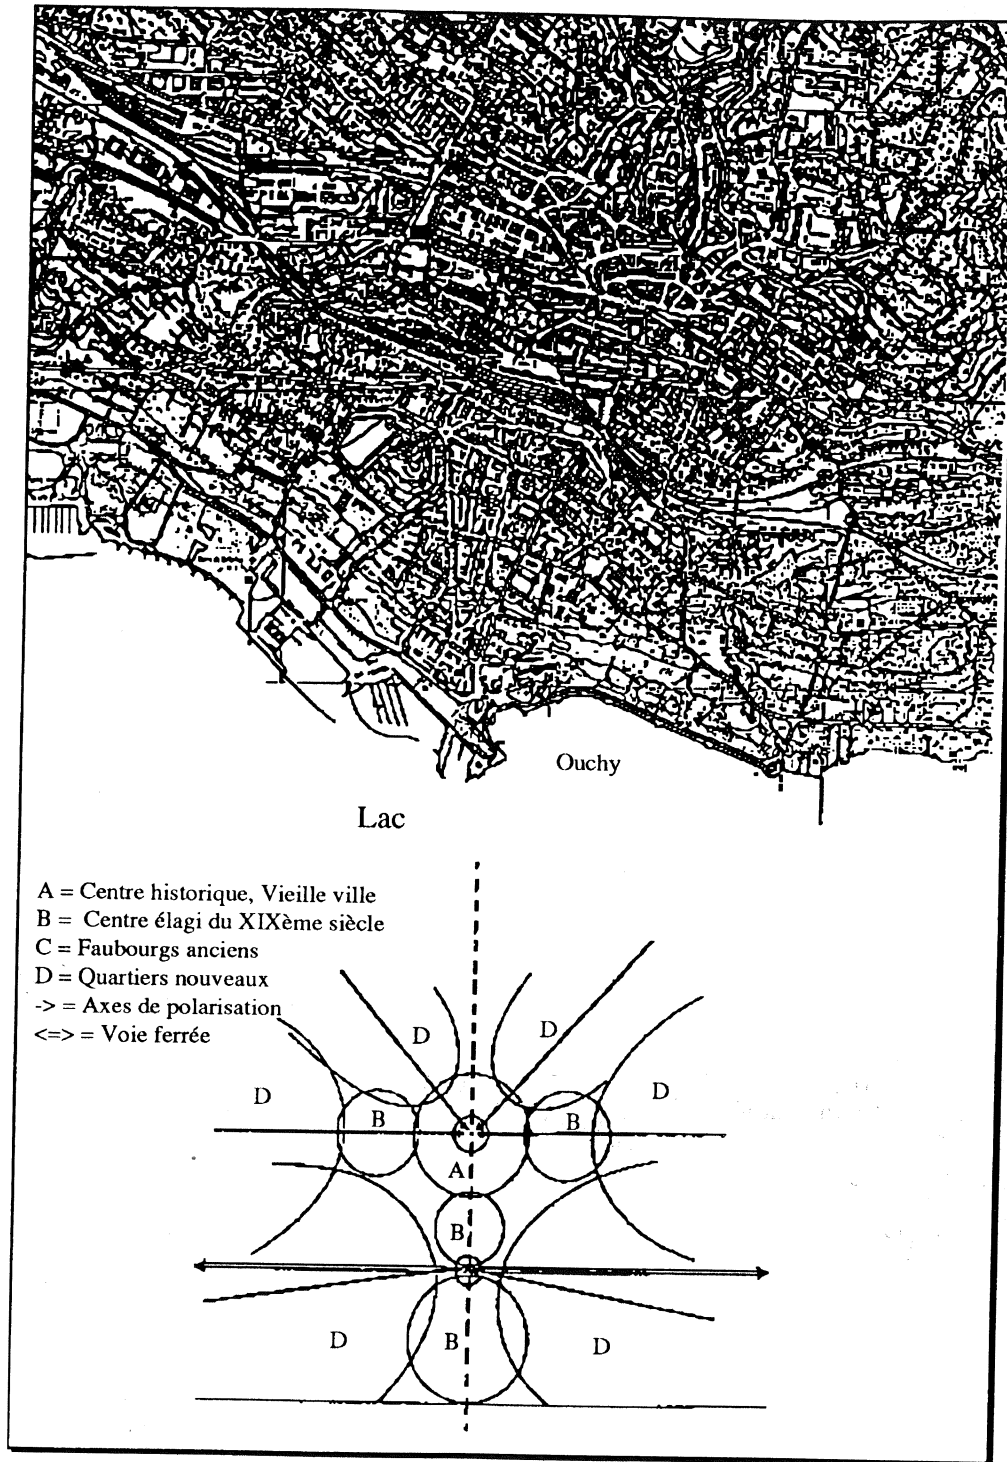 Ouchy
Lac
A = Centre historique, Vieille ville
B = Centre élagi du XIXème siècle
C = Faubourgs anciens
D = Quartiers nouveaux
-> = Axes de polarisation
<=> = Voie ferrée
D
D
D
D
B
B
A
B
D
B
D